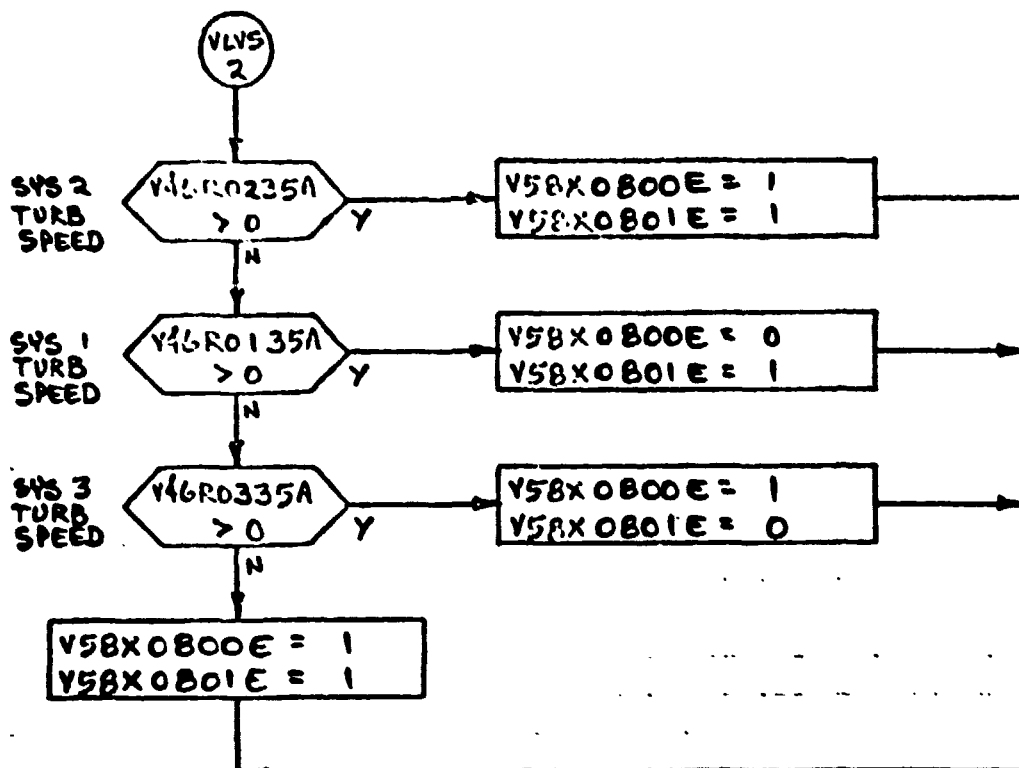 VLVS
2
SYS 2
TURB
SPEED
V46R0235A
> 0
Y
N
V58X0800E = 1
V58X0801E = 1
SYS 1
TURB
SPEED
V46R0135A
> 0
Y
N
V58X0800E = 0
V58X0801E = 1
SYS 3
TURB
SPEED
V46R0335A
> 0
Y
N
V58X0800E = 1
V58X0801E = 0
V58X0800E = 1
V58X0801E = 1